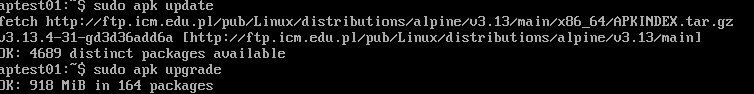 aptest01:~$ sudo apk update
fetch http://ftp.icm.edu.pl/pub/Linux/distributions/alpine/v3.13/main/x86_64/APKINDEX.tar.gz
v3.13.4-31-gd3d36add6a [http://ftp.icm.edu.pl/pub/Linux/distributions/alpine/v3.13/main]
OK: 4689 distinct packages available
aptest01:~$ sudo apk upgrade
OK: 918 MiB in 164 packages